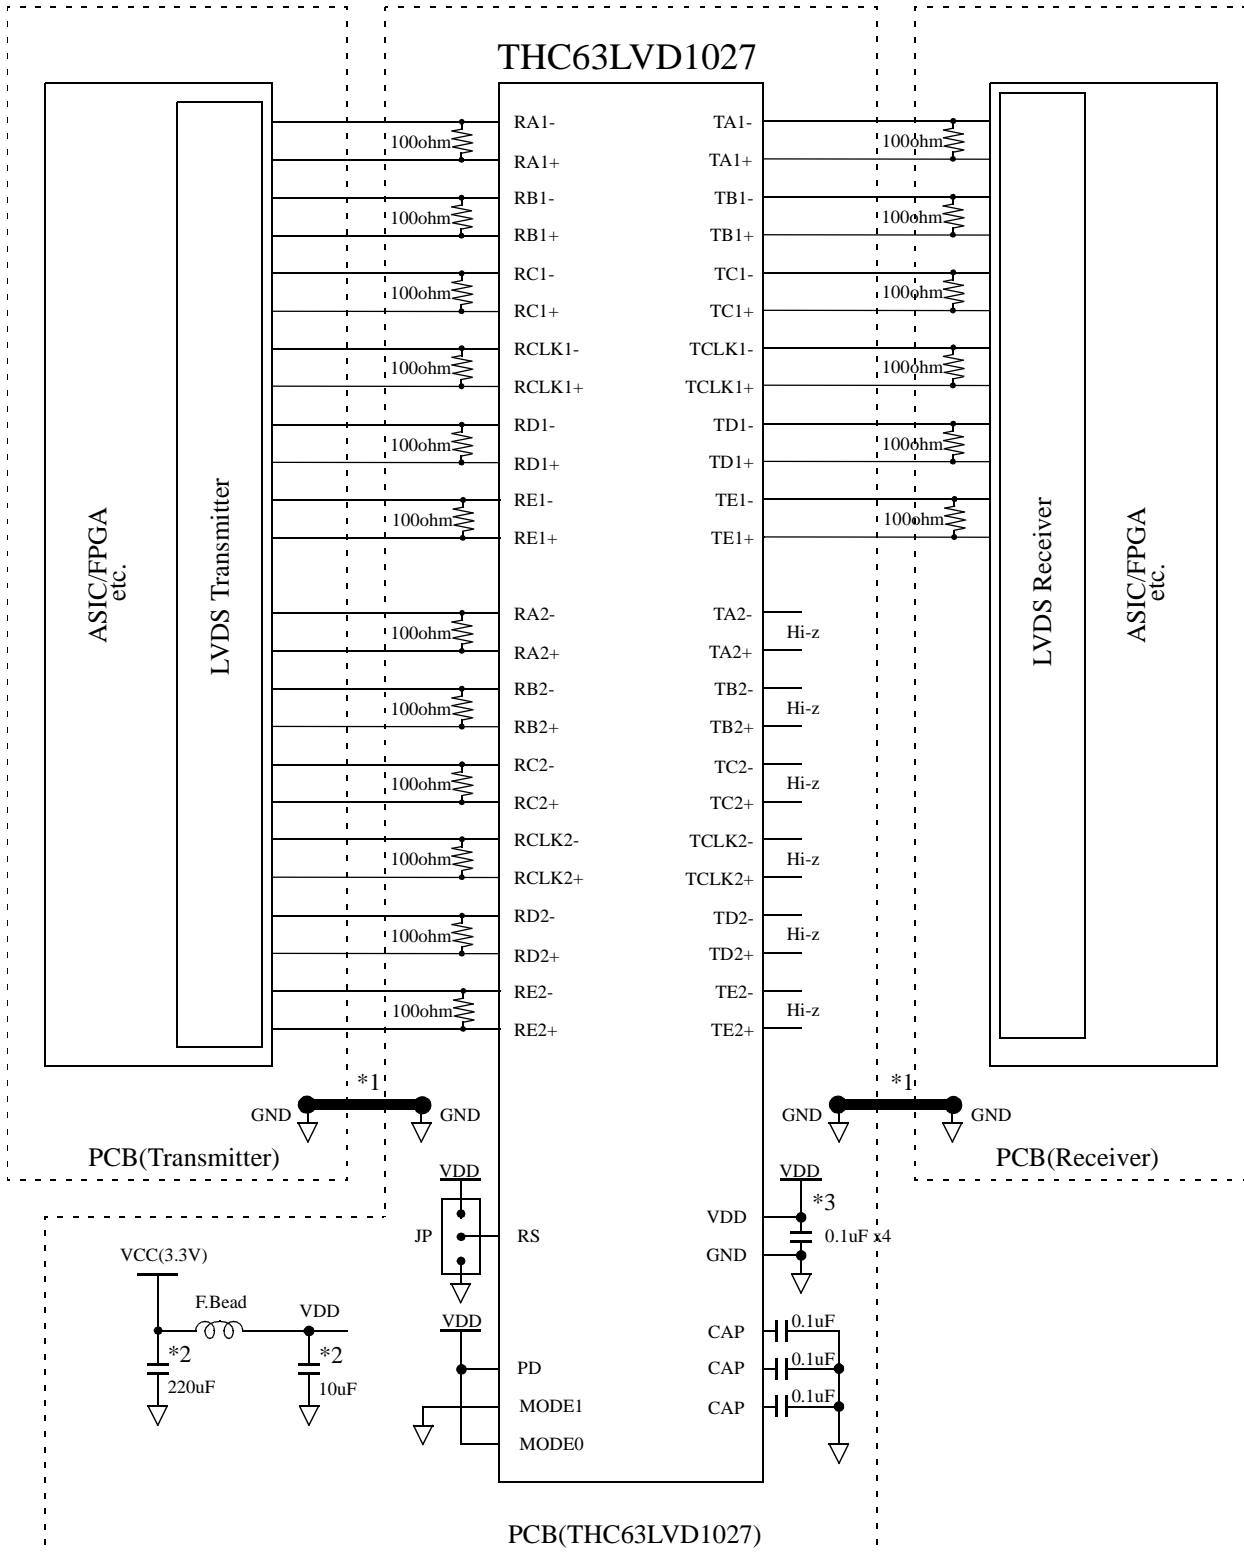 THC63LVD1027
RA1- TA1-
100ohm 100ohm
RA1+ TA1+
RB1- TB1-
100ohm 100ohm
RB1+ TB1+
RC1- TC1-
100ohm 100ohm
RC1+ TC1+
RCLK1- TCLK1-
100ohm 100ohm
RCLK1+ TCLK1+
RD1- TD1-
100ohm 100ohm
RD1+ TD1+
RE1- TE1-
100ohm 100ohm
RE1+ TE1+
ASIC/FPGA
etc.
LVDS Transmitter
LVDS Receiver
ASIC/FPGA
etc.
RA2- TA2-
100ohm Hi-z
RA2+ TA2+
RB2- TB2-
100ohm Hi-z
RB2+ TB2+
RC2- TC2-
100ohm Hi-z
RC2+ TC2+
RCLK2- TCLK2-
100ohm Hi-z
RCLK2+ TCLK2+
RD2- TD2-
100ohm Hi-z
RD2+ TD2+
RE2- TE2-
100ohm Hi-z
RE2+ TE2+
*1 *1
GND GND GND GND
PCB(Transmitter) PCB(Receiver)
VDD VDD
*3
VDD
JP RS 0.1uF x4
GND
VCC(3.3V)
F.Bead VDD
VDD
CAP 0.1uF
*2 *2
220uF 10uF
PD CAP 0.1uF
MODE1 CAP 0.1uF
MODE0
PCB(THC63LVD1027)